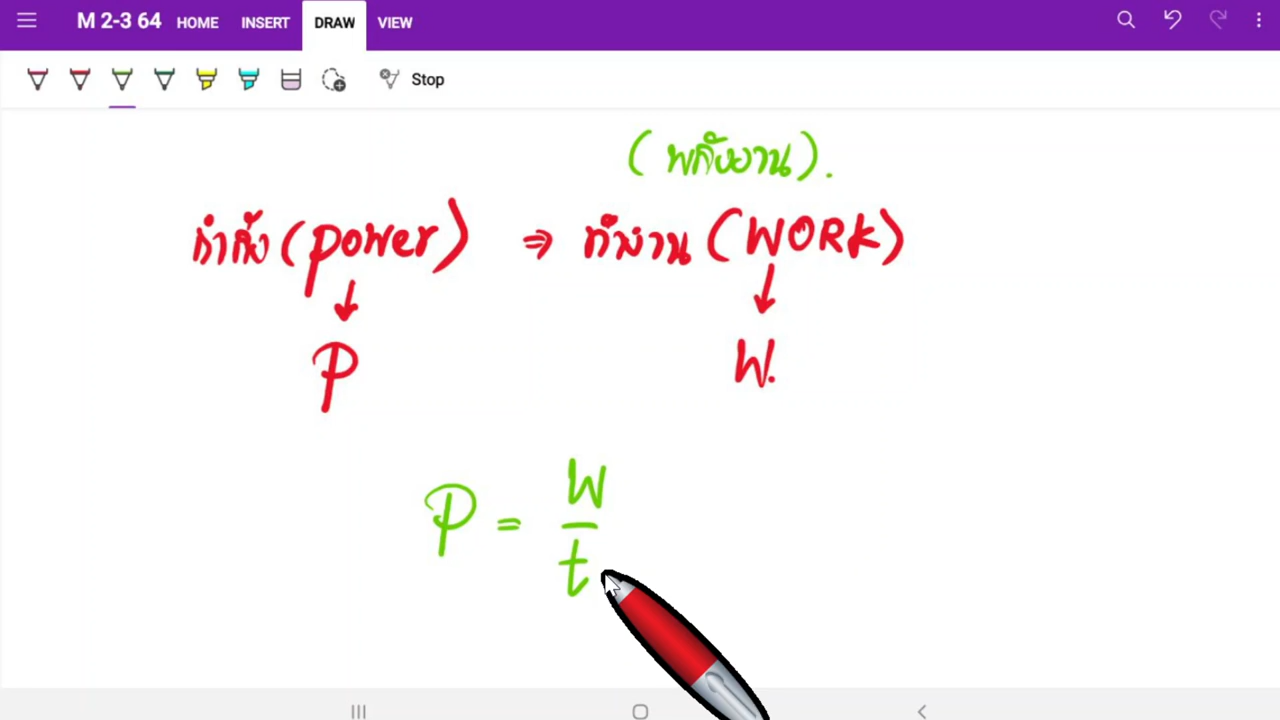 M 2-3 64 HOME INSERT DRAW VIEW
Stop
(พลังงาน).
กำลัง (power) ⇒ ทำงาน (WORK)
↓ ↓
P W.
P = W
t